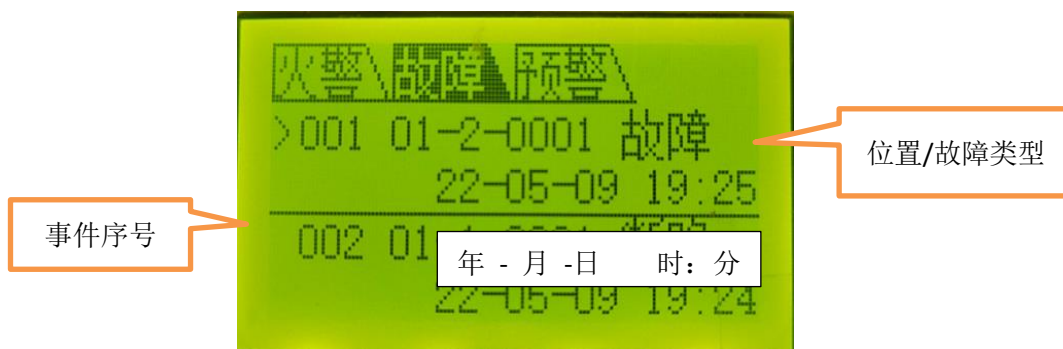 火警 故障 预警
>001 01-2-0001 故障
22-05-09 19:25
002 01
22-05-09 19:24
位置/故障类型
事件序号
年 - 月 -日 时：分